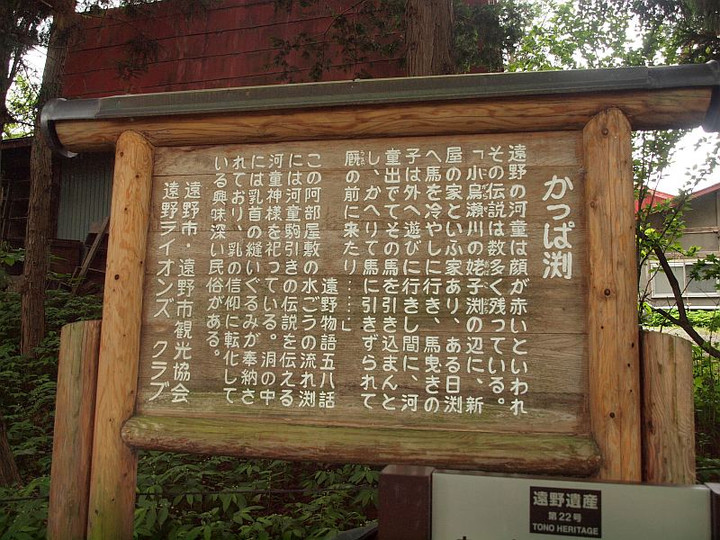 かっぱ淵
遠野の河童は顔が赤いといわれ
その伝説は数多く残っている。
「小烏瀬川の姥子淵の辺に、新
屋の家といふ家あり、ある日淵
へ馬を冷やしに行き、馬曳きの
子は外へ遊びに行きし間に、河
童出でてその馬を引き込まんと
し、かへりて馬に引きずられて
厩の前に来たり……」
遠野物語五八話
この阿部屋敷の水ごうの流れ淵
には河童駒引きの伝説を伝える
河童神様を祀っている。洞の中
には乳首の縫いぐるみが奉納さ
れており、乳の信仰に転化して
いる興味深い民俗がある。
遠野市・遠野市観光協会
遠野ライオンズ クラブ
遠野遺産
第22号
TONO HERITAGE